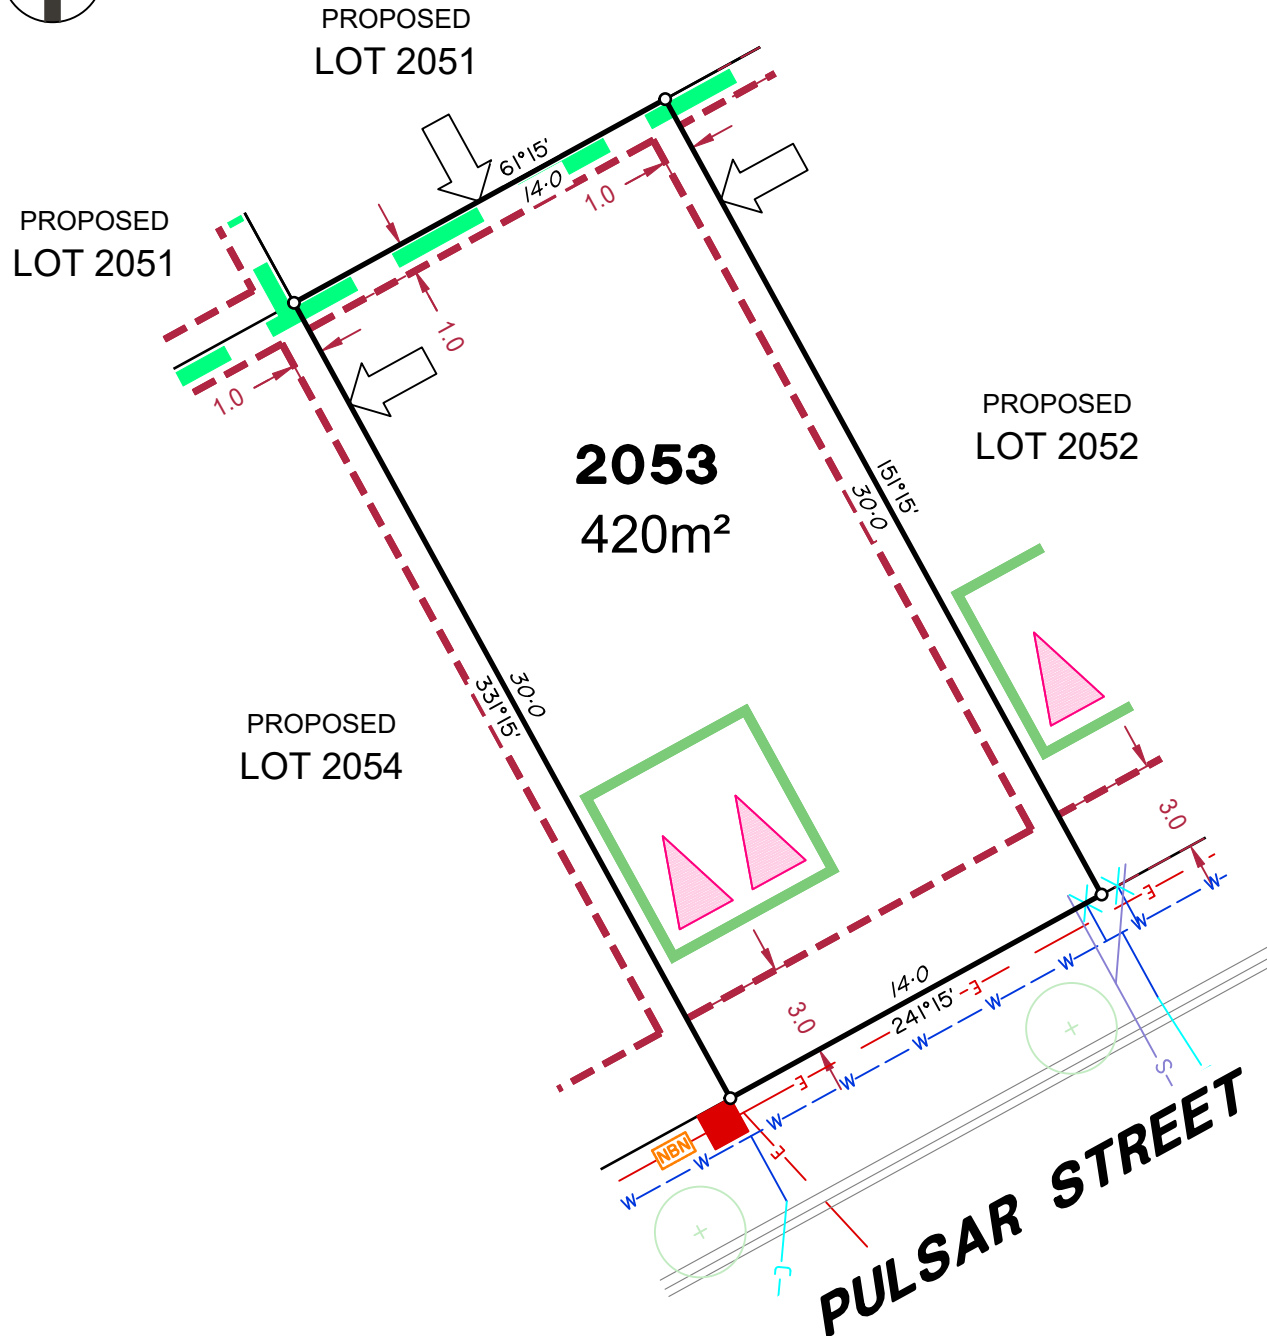 PROPOSED
LOT 2051
61°15'
14·0
1.0
PROPOSED
LOT 2051
1.0
1.0
PROPOSED
LOT 2052
2053
420m²
151°15'
30·0
30·0
331°15'
PROPOSED
LOT 2054
3.0
3.0
14·0
241°15'
E
W
W
E
W
W
W
E
W
W
E
W
W
NBN
S
C
PULSAR STREET